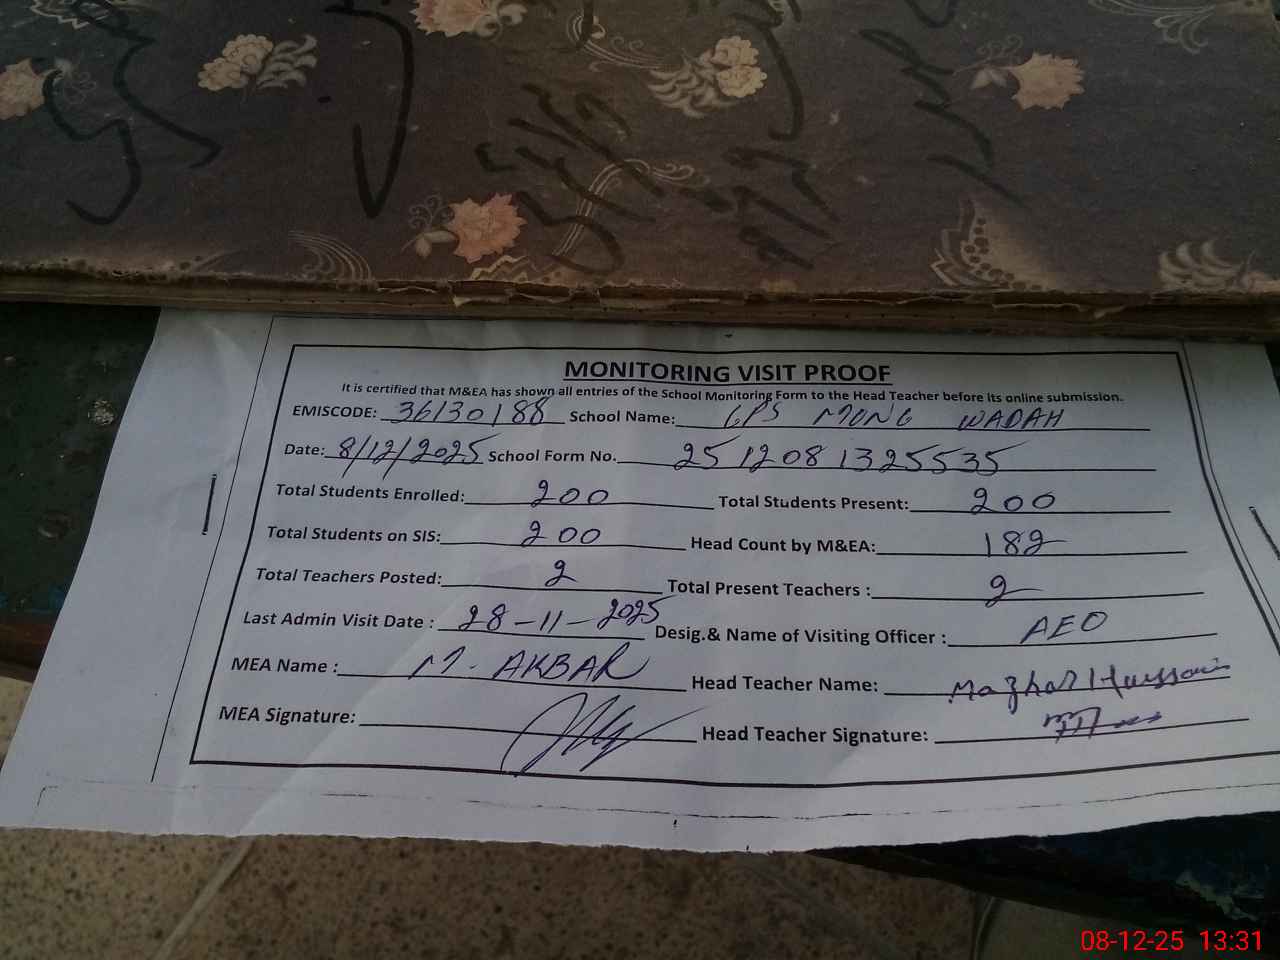 MONITORING VISIT PROOF
It is certified that M&EA has shown all entries of the School Monitoring Form to the Head Teacher before its online submission.
EMISCODE: 36130188 School Name: GPS MONG WADAH
Date: 8/12/2025 School Form No. 2512081325535
Total Students Enrolled: 200 Total Students Present: 200
Total Students on SIS: 200 Head Count by M&EA: 182
Total Teachers Posted: 2 Total Present Teachers : 2
Last Admin Visit Date : 28-11-2025 Desig.& Name of Visiting Officer : AEO
MEA Name : M. AKBAR Head Teacher Name: Mazhar Hussain
MEA Signature: Head Teacher Signature:
08-12-25 13:31